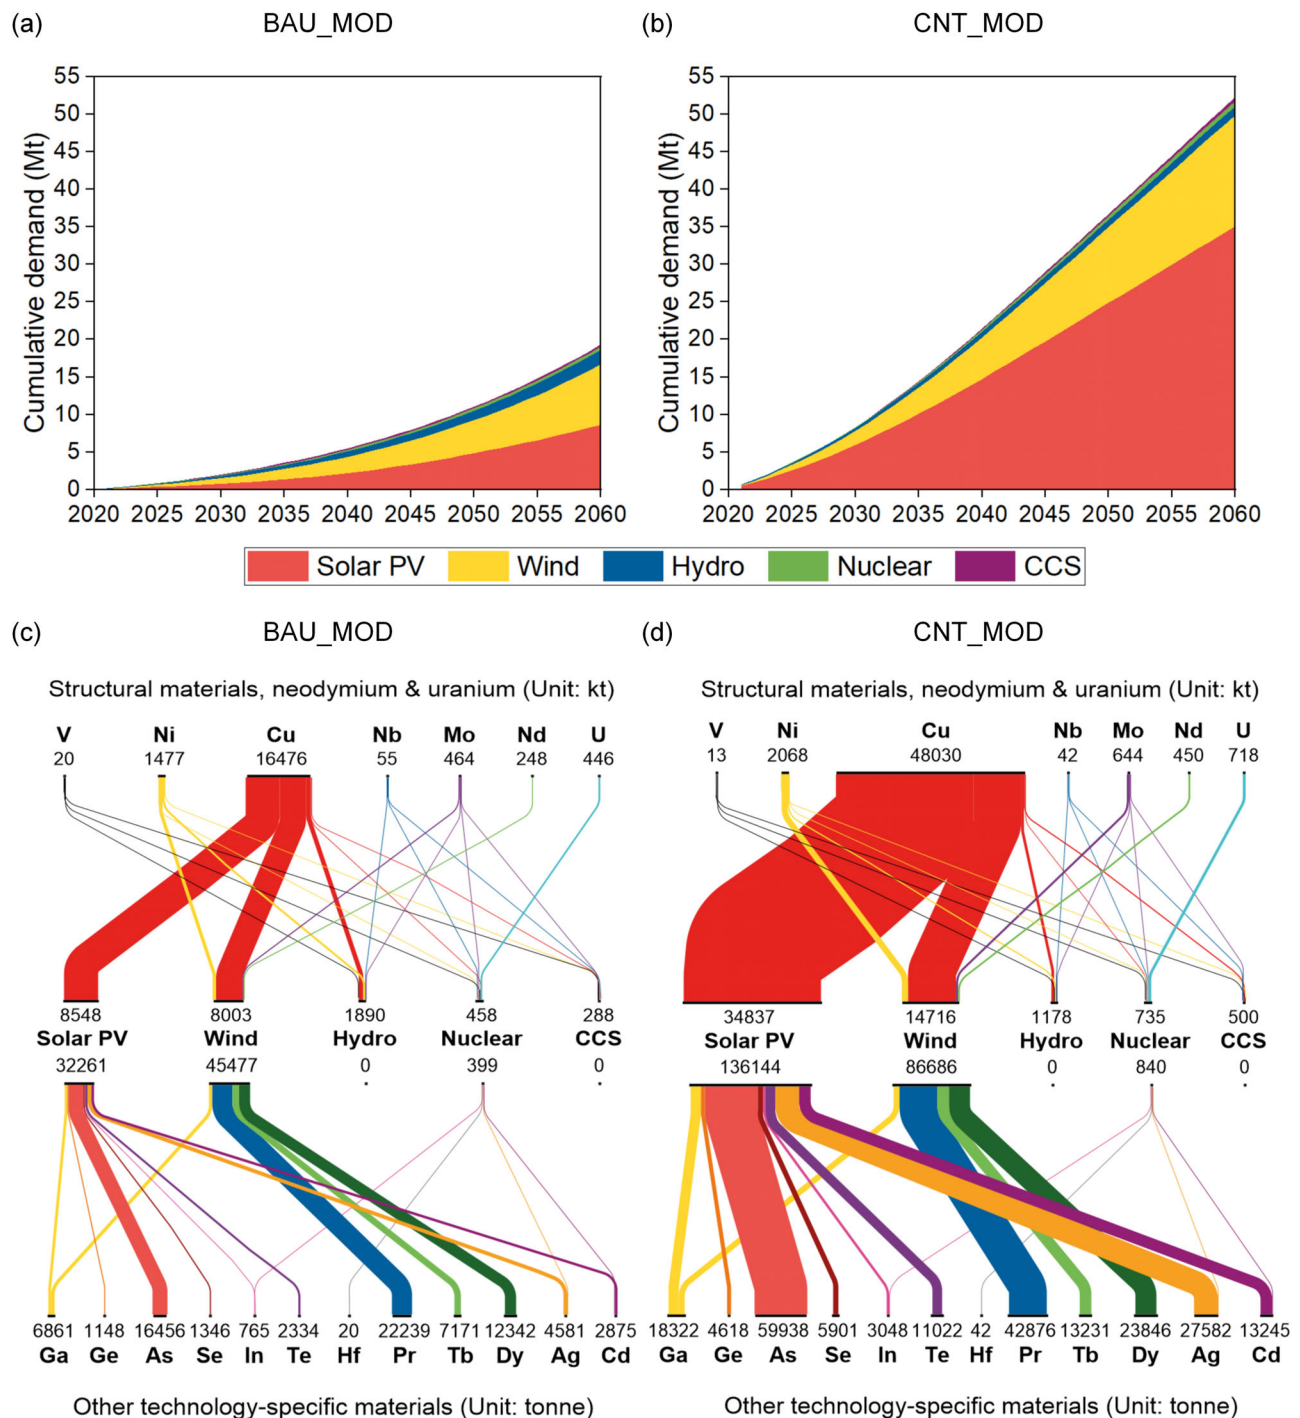 (a) BAU_MOD
55
50
45
40
35
30
25
20
15
10
5
0
Cumulative demand (Mt)
2020 2025 2030 2035 2040 2045 2050 2055 2060
(b) CNT_MOD
55
50
45
40
35
30
25
20
15
10
5
0
Cumulative demand (Mt)
2020 2025 2030 2035 2040 2045 2050 2055 2060
Solar PV Wind Hydro Nuclear CCS
(c) BAU_MOD
Structural materials, neodymium & uranium (Unit: kt)
V Ni Cu Nb Mo Nd U
20 1477 16476 55 464 248 446
8548 8003 1890 458 288
Solar PV Wind Hydro Nuclear CCS
32261 45477 0 399 0
6861 1148 16456 1346 765 2334 20 22239 7171 12342 4581 2875
Ga Ge As Se In Te Hf Pr Tb Dy Ag Cd
Other technology-specific materials (Unit: tonne)
(d) CNT_MOD
Structural materials, neodymium & uranium (Unit: kt)
V Ni Cu Nb Mo Nd U
13 2068 48030 42 644 450 718
34837 14716 1178 735 500
Solar PV Wind Hydro Nuclear CCS
136144 86686 0 840 0
18322 4618 59938 5901 3048 11022 42 42876 13231 23846 27582 13245
Ga Ge As Se In Te Hf Pr Tb Dy Ag Cd
Other technology-specific materials (Unit: tonne)